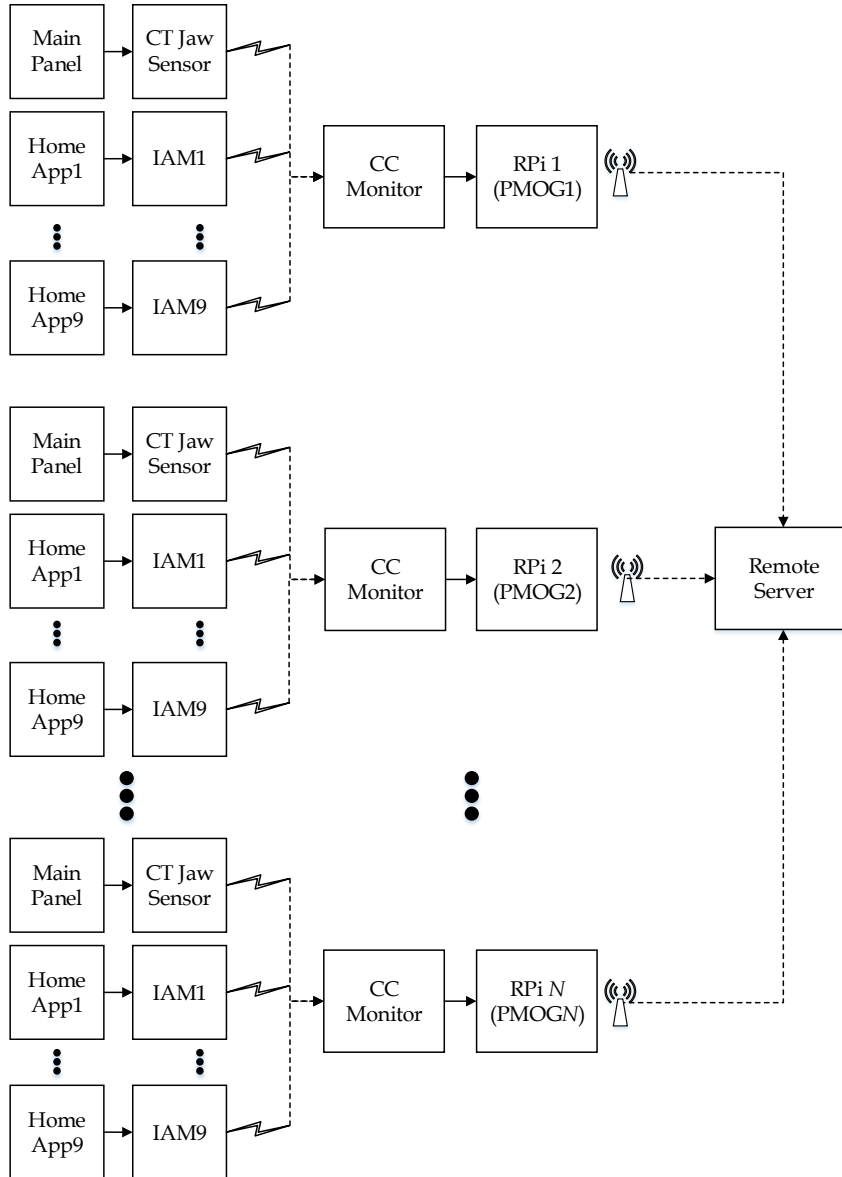 Main
Panel
CT Jaw
Sensor
Home
App1
IAM1
CC
Monitor
RPi 1
(PMOG1)
Home
App9
IAM9
Main
Panel
CT Jaw
Sensor
Home
App1
IAM1
CC
Monitor
RPi 2
(PMOG2)
Remote
Server
Home
App9
IAM9
Main
Panel
CT Jaw
Sensor
Home
App1
IAM1
CC
Monitor
RPi N
(PMOGN)
Home
App9
IAM9